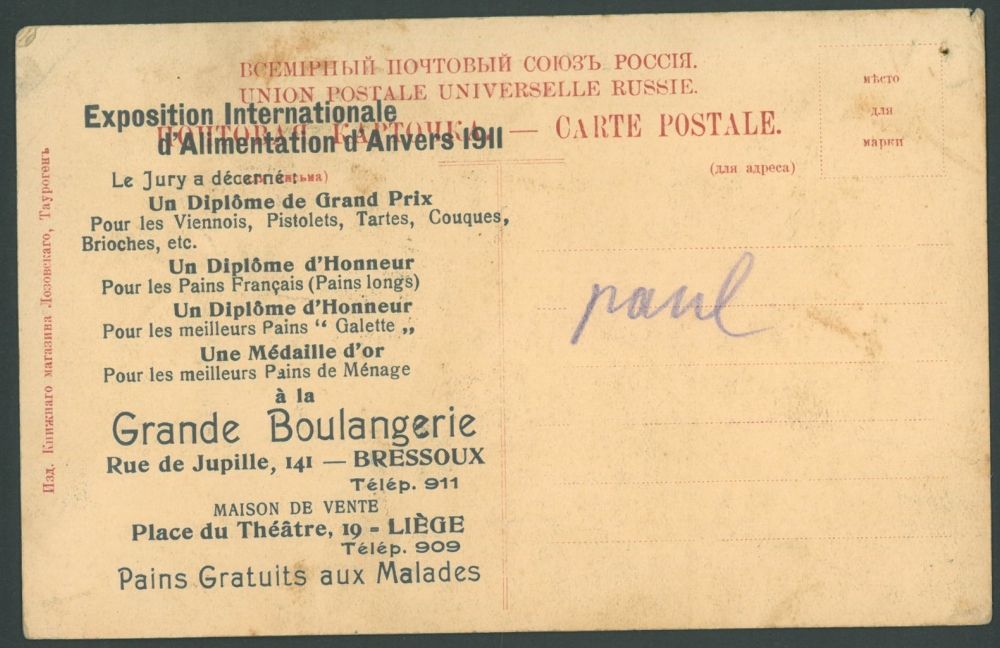 ВСЕМІРНЫЙ ПОЧТОВЫЙ СОЮЗЪ РОССІЯ.
UNION POSTALE UNIVERSELLE RUSSIE.
ПОЧТОВАЯ КАРТОЧКА. — CARTE POSTALE.
мѣсто
для
марки
(для адреса)
Exposition Internationale
d'Alimentation d'Anvers 1911
Le Jury a décerné:
Un Diplôme de Grand Prix
Pour les Viennois, Pistolets, Tartes, Couques,
Brioches, etc.
Un Diplôme d'Honneur
Pour les Pains Français (Pains longs)
Un Diplôme d'Honneur
Pour les meilleurs Pains “ Galette „
Une Médaille d'or
Pour les meilleurs Pains de Ménage
à la
Grande Boulangerie
Rue de Jupille, 141 — BRESSOUX
Télép. 911
MAISON DE VENTE
Place du Théâtre, 19 - LIÈGE
Télép. 909
Pains Gratuits aux Malades
paul
Изд. Книжнаго магазина Лозовскаго, Таурогенъ